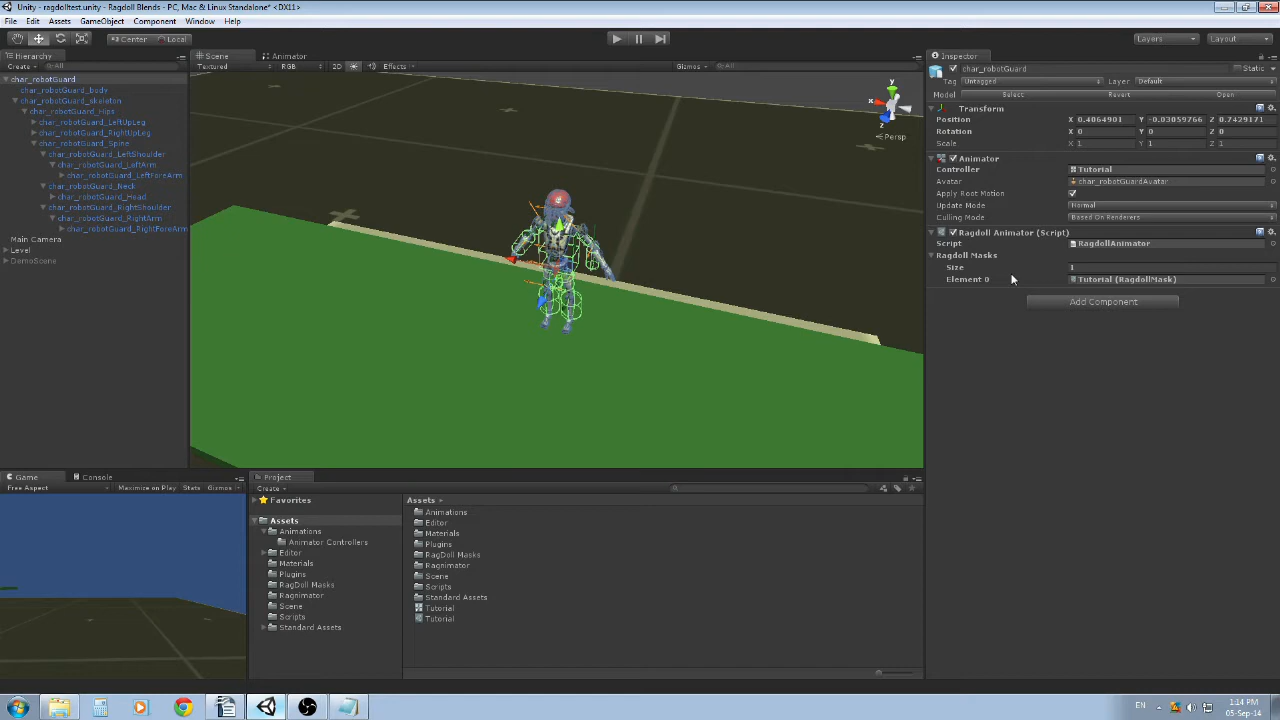 Unity - ragdolltest.unity - Ragdoll Blends - PC, Mac & Linux Standalone* <DX11>
File Edit Assets GameObject Component Window Help
Center Local Layers Layout
Hierarchy
Create All
char_robotGuard
char_robotGuard_body
char_robotGuard_skeleton
char_robotGuard_Hips
char_robotGuard_LeftUpLeg
char_robotGuard_RightUpLeg
char_robotGuard_Spine
char_robotGuard_LeftShoulder
char_robotGuard_LeftArm
char_robotGuard_LeftForeArm
char_robotGuard_Neck
char_robotGuard_Head
char_robotGuard_RightShoulder
char_robotGuard_RightArm
char_robotGuard_RightForeArm
Main Camera
Level
DemoScene
Scene Animator
Textured RGB 2D Effects Gizmos All
y
x
z
Persp
Inspector
char_robotGuard Static
Tag Untagged Layer Default
Model Select Revert Open
Transform
Position X 0.4064901 Y -0.03059766 Z 0.7429171
Rotation X 0 Y 0 Z 0
Scale X 1 Y 1 Z 1
Animator
Controller Tutorial
Avatar char_robotGuardAvatar
Apply Root Motion
Update Mode Normal
Culling Mode Based On Renderers
Ragdoll Animator (Script)
Script RagdollAnimator
Ragdoll Masks
Size 1
Element 0 Tutorial (RagdollMask)
Add Component
Game Console
Free Aspect Maximize on Play Stats Gizmos
Project
Create
Favorites
Assets
Animations
Animator Controllers
Editor
Materials
Plugins
RagDoll Masks
Ragnimator
Scene
Scripts
Standard Assets
Assets
Animations
Editor
Materials
Plugins
RagDoll Masks
Ragnimator
Scene
Scripts
Standard Assets
Tutorial
Tutorial
EN
1:14 PM
05-Sep-14